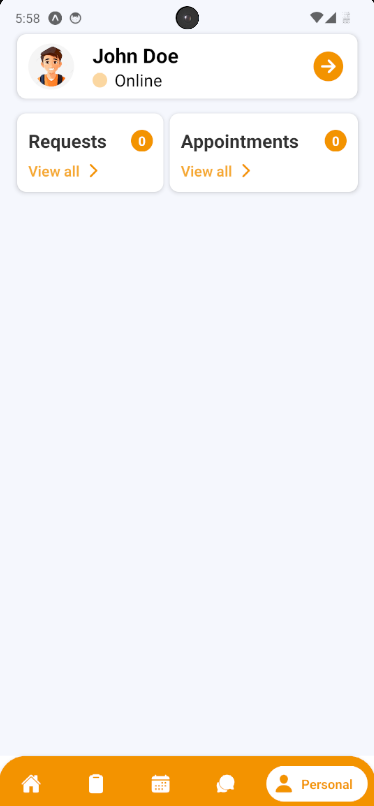 5:58
John Doe
Online
Requests 0
Appointments 0
View all
View all
Personal